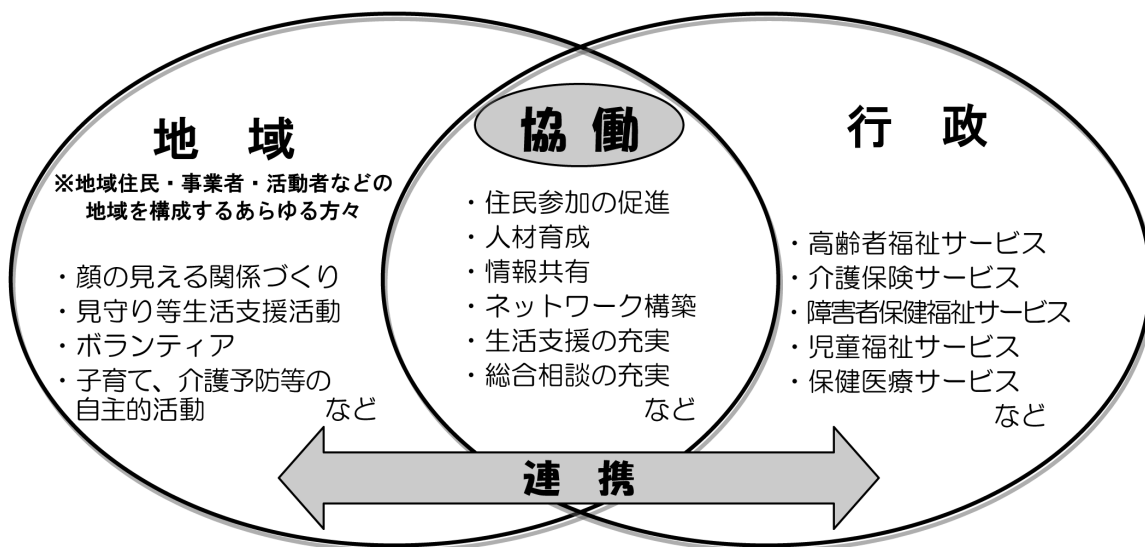 地 域
※地域住民・事業者・活動者などの
地域を構成するあらゆる方々
・顔の見える関係づくり
・見守り等生活支援活動
・ボランティア
・子育て、介護予防等の
自主的活動 など
協 働
・住民参加の促進
・人材育成
・情報共有
・ネットワーク構築
・生活支援の充実
・総合相談の充実
など
行 政
・高齢者福祉サービス
・介護保険サービス
・障害者保健福祉サービス
・児童福祉サービス
・保健医療サービス
など
連 携